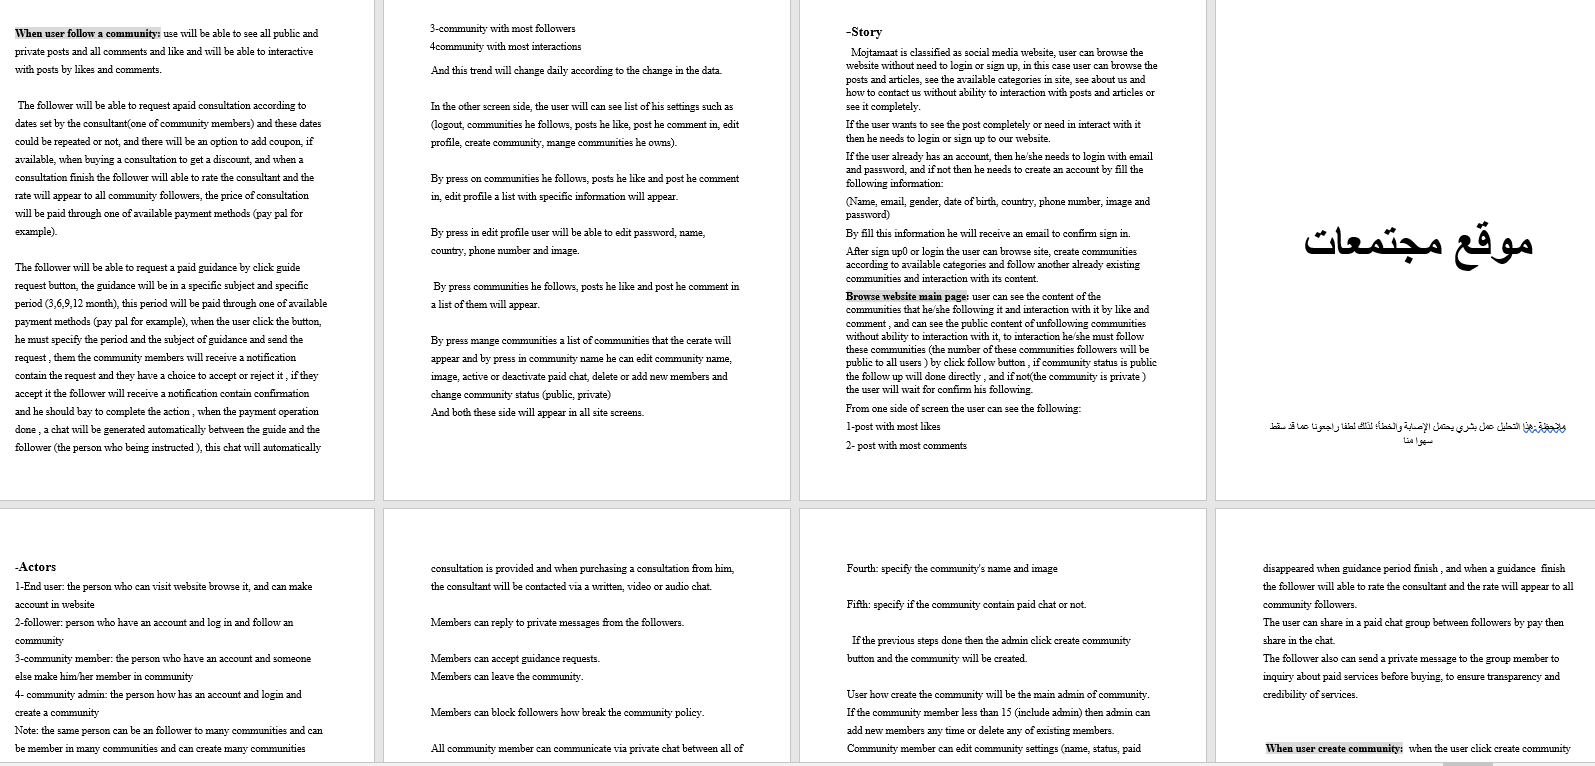 موقع مجتمعات
ملاحظة :هذا التحليل عمل بشري يحتمل الإصابة والخطأ؛ لذلك لطفا راجعونا عما قد سقط
سهوا منا
-Story
Mojtamaat is classified as social media website, user can browse the
website without need to login or sign up, in this case user can browse the
posts and articles, see the available categories in site, see about us and
how to contact us without ability to interaction with posts and articles or
see it completely.
If the user wants to see the post completely or need in interact with it
then he needs to login or sign up to our website.
If the user already has an account, then he/she needs to login with email
and password, and if not then he needs to create an account by fill the
following information:
(Name, email, gender, date of birth, country, phone number, image and
password)
By fill this information he will receive an email to confirm sign in.
After sign up0 or login the user can browse site, create communities
according to available categories and follow another already existing
communities and interaction with its content.
Browse website main page: user can see the content of the
communities that he/she following it and interaction with it by like and
comment , and can see the public content of unfollowing communities
without ability to interaction with it, to interaction he/she must follow
these communities (the number of these communities followers will be
public to all users ) by click follow button , if community status is public
the follow up will done directly , and if not(the community is private )
the user will wait for confirm his following.
From one side of screen the user can see the following:
1-post with most likes
2- post with most comments
3-community with most followers
4community with most interactions
And this trend will change daily according to the change in the data.
In the other screen side, the user will can see list of his settings such as
(logout, communities he follows, posts he like, post he comment in, edit
profile, create community, mange communities he owns).
By press on communities he follows, posts he like and post he comment
in, edit profile a list with specific information will appear.
By press in edit profile user will be able to edit password, name,
country, phone number and image.
By press communities he follows, posts he like and post he comment in
a list of them will appear.
By press mange communities a list of communities that the cerate will
appear and by press in community name he can edit community name,
image, active or deactivate paid chat, delete or add new members and
change community status (public, private)
And both these side will appear in all site screens.
When user follow a community: use will be able to see all public and
private posts and all comments and like and will be able to interactive
with posts by likes and comments.
The follower will be able to request apaid consultation according to
dates set by the consultant(one of community members) and these dates
could be repeated or not, and there will be an option to add coupon, if
available, when buying a consultation to get a discount, and when a
consultation finish the follower will able to rate the consultant and the
rate will appear to all community followers, the price of consultation
will be paid through one of available payment methods (pay pal for
example).
The follower will be able to request a paid guidance by click guide
request button, the guidance will be in a specific subject and specific
period (3,6,9,12 month), this period will be paid through one of available
payment methods (pay pal for example), when the user click the button,
he must specify the period and the subject of guidance and send the
request , them the community members will receive a notification
contain the request and they have a choice to accept or reject it , if they
accept it the follower will receive a notification contain confirmation
and he should bay to complete the action , when the payment operation
done , a chat will be generated automatically between the guide and the
follower (the person who being instructed ), this chat will automatically
disappeared when guidance period finish , and when a guidance finish
the follower will able to rate the consultant and the rate will appear to all
community followers.
The user can share in a paid chat group between followers by pay then
share in the chat.
The follower also can send a private message to the group member to
inquiry about paid services before buying, to ensure transparency and
credibility of services.
When user create community: when the user click create community
Fourth: specify the community's name and image
Fifth: specify if the community contain paid chat or not.
If the previous steps done then the admin click create community
button and the community will be created.
User how create the community will be the main admin of community.
If the community member less than 15 (include admin) then admin can
add new members any time or delete any of existing members.
Community member can edit community settings (name, status, paid
consultation is provided and when purchasing a consultation from him,
the consultant will be contacted via a written, video or audio chat.
Members can reply to private messages from the followers.
Members can accept guidance requests.
Members can leave the community.
Members can block followers how break the community policy.
All community member can communicate via private chat between all of
-Actors
1-End user: the person who can visit website browse it, and can make
account in website
2-follower: person who have an account and log in and follow an
community
3-community member: the person who have an account and someone
else make him/her member in community
4- community admin: the person how has an account and login and
create a community
Note: the same person can be an follower to many communities and can
be member in many communities and can create many communities